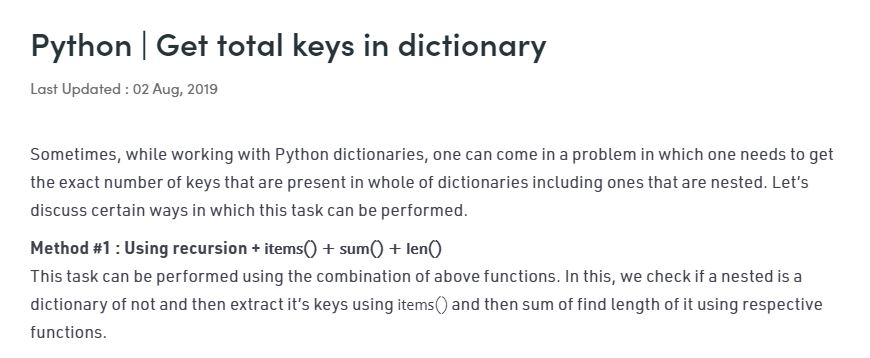 Python | Get total keys in dictionary
Last Updated : 02 Aug, 2019
Sometimes, while working with Python dictionaries, one can come in a problem in which one needs to get
the exact number of keys that are present in whole of dictionaries including ones that are nested. Let’s
discuss certain ways in which this task can be performed.
Method #1 : Using recursion + items() + sum() + len()
This task can be performed using the combination of above functions. In this, we check if a nested is a
dictionary of not and then extract it’s keys using items() and then sum of find length of it using respective
functions.